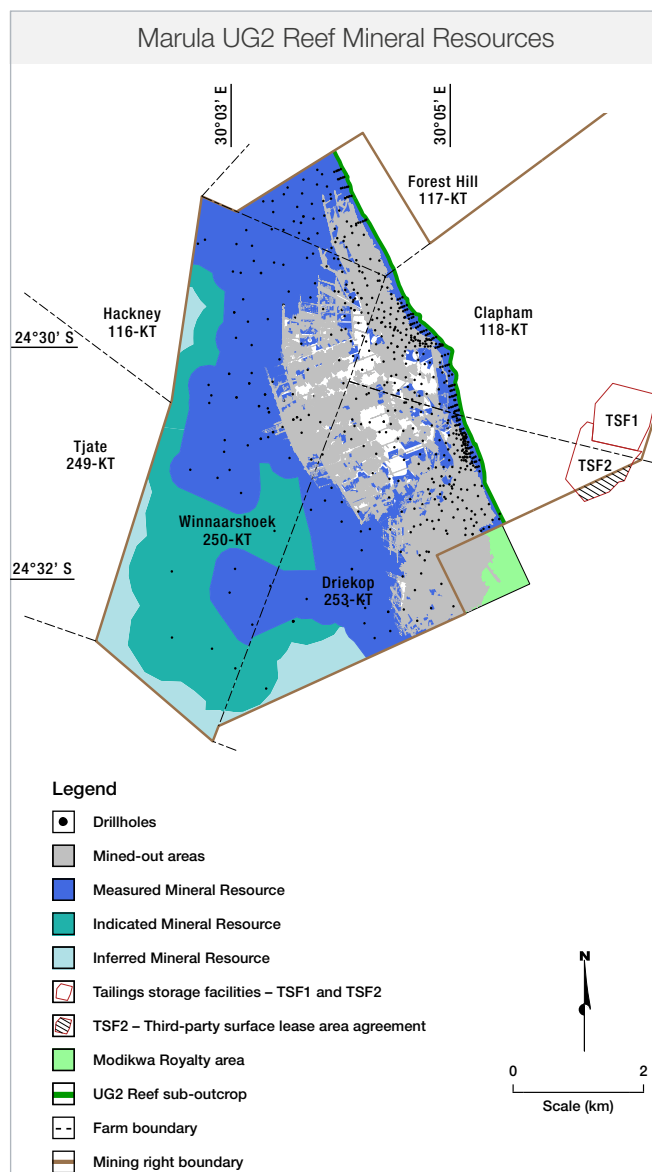 Marula UG2 Reef Mineral Resources
30°03' E
30°05' E
Forest Hill
117-KT
Hackney
116-KT
Clapham
118-KT
24°30' S
TSF1
Tjate
249-KT
TSF2
Winnaarshoek
250-KT
24°32' S
Driekop
253-KT
Legend
Drillholes
Mined-out areas
Measured Mineral Resource
Indicated Mineral Resource
Inferred Mineral Resource
Tailings storage facilities – TSF1 and TSF2
TSF2 – Third-party surface lease area agreement
Modikwa Royalty area
UG2 Reef sub-outcrop
Farm boundary
Mining right boundary
N
0
2
Scale (km)